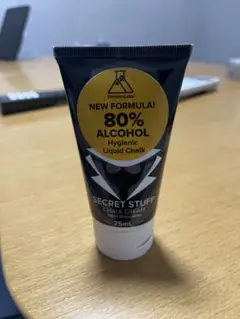 NEW FORMULA!
80%
ALCOHOL
Hygienic
Liquid Chalk
SECRET STUFF
CHALK CREAM
75mL